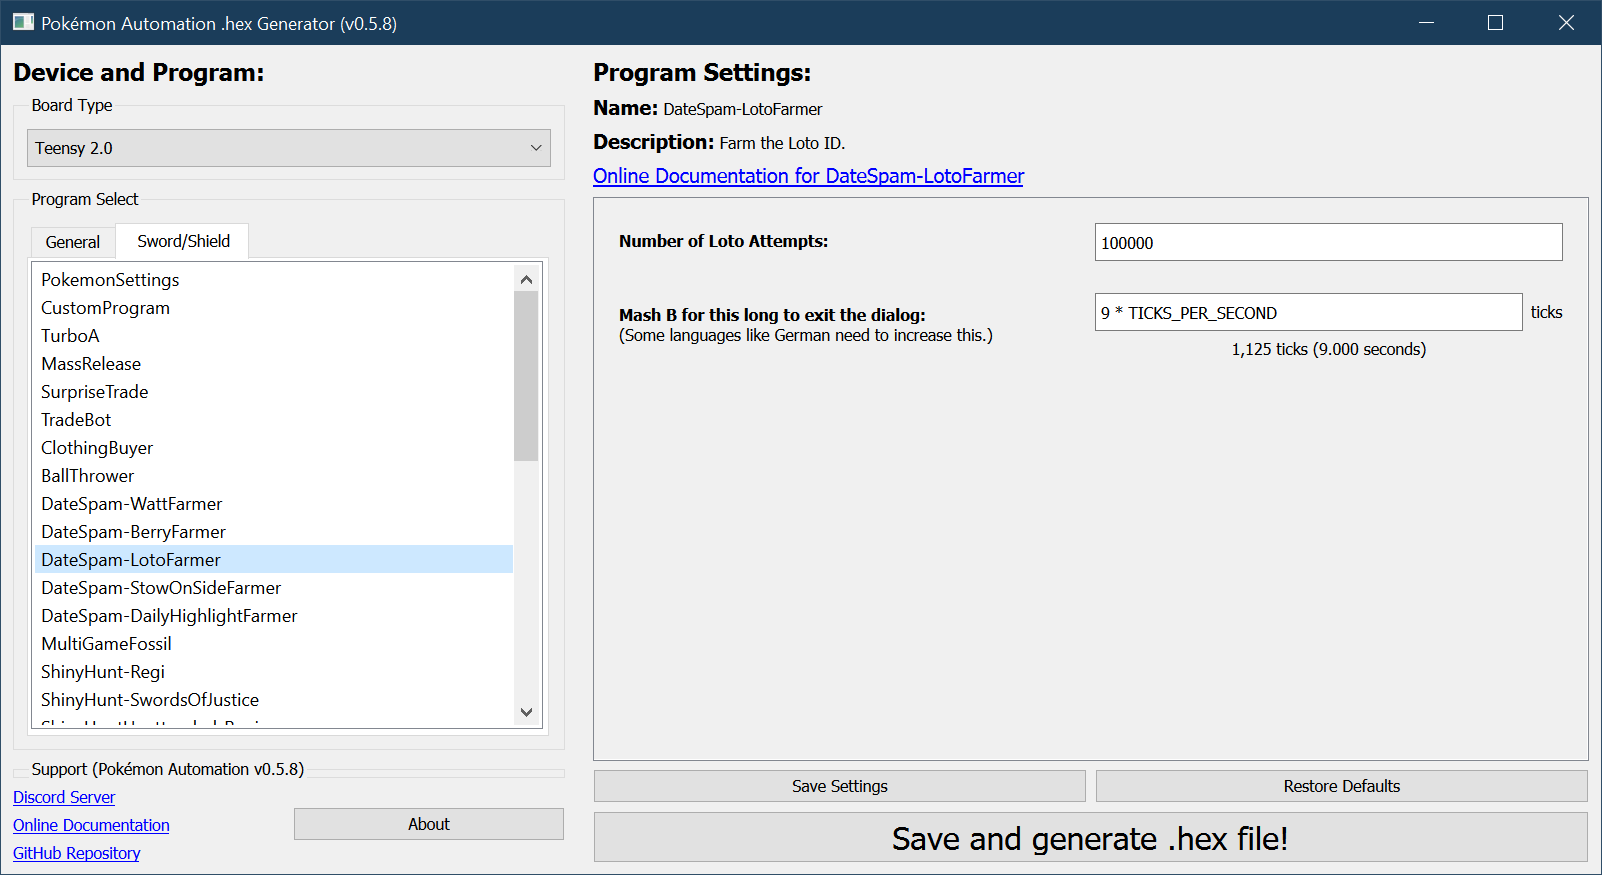 Pokémon Automation .hex Generator (v0.5.8)
Device and Program:
Board Type
Teensy 2.0
Program Select
General
Sword/Shield
PokemonSettings
CustomProgram
TurboA
MassRelease
SurpriseTrade
TradeBot
ClothingBuyer
BallThrower
DateSpam-WattFarmer
DateSpam-BerryFarmer
DateSpam-LotoFarmer
DateSpam-StowOnSideFarmer
DateSpam-DailyHighlightFarmer
MultiGameFossil
ShinyHunt-Regi
ShinyHunt-SwordsOfJustice
Support (Pokémon Automation v0.5.8)
Discord Server
Online Documentation
GitHub Repository
About
Program Settings:
Name: DateSpam-LotoFarmer
Description: Farm the Loto ID.
Online Documentation for DateSpam-LotoFarmer
Number of Loto Attempts:
100000
Mash B for this long to exit the dialog:
(Some languages like German need to increase this.)
9 * TICKS_PER_SECOND
ticks
1,125 ticks (9.000 seconds)
Save Settings
Restore Defaults
Save and generate .hex file!